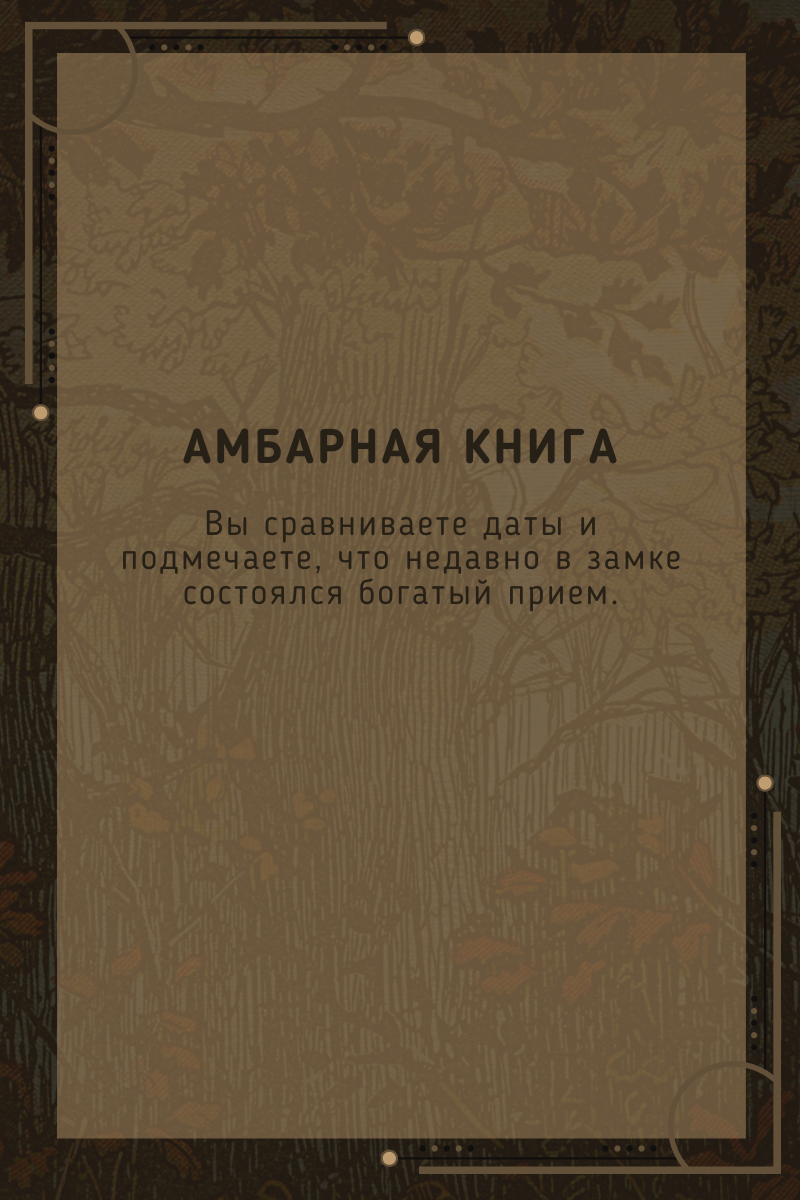 АМБАРНАЯ КНИГА
Вы сравниваете даты и
подмечаете, что недавно в замке
состоялся богатый прием.